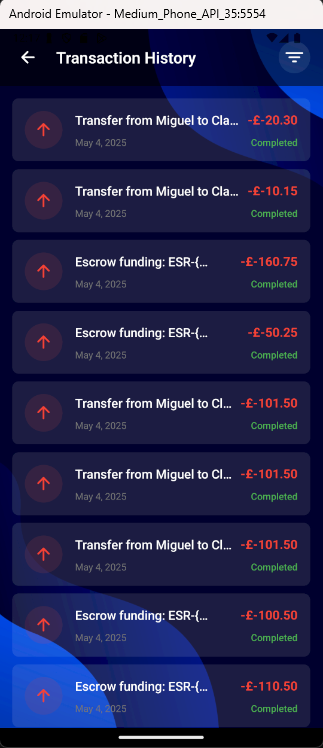 Android Emulator - Medium_Phone_API_35:5554
Transaction History
Transfer from Miguel to Cla... -£-20.30
May 4, 2025 Completed
Transfer from Miguel to Cla... -£-10.15
May 4, 2025 Completed
Escrow funding: ESR-{... -£-160.75
May 4, 2025 Completed
Escrow funding: ESR-{... -£-50.25
May 4, 2025 Completed
Transfer from Miguel to Cl... -£-101.50
May 4, 2025 Completed
Transfer from Miguel to Cl... -£-101.50
May 4, 2025 Completed
Transfer from Miguel to Cl... -£-101.50
May 4, 2025 Completed
Escrow funding: ESR-{... -£-100.50
May 4, 2025 Completed
Escrow funding: ESR-{... -£-110.50
May 4, 2025 Completed